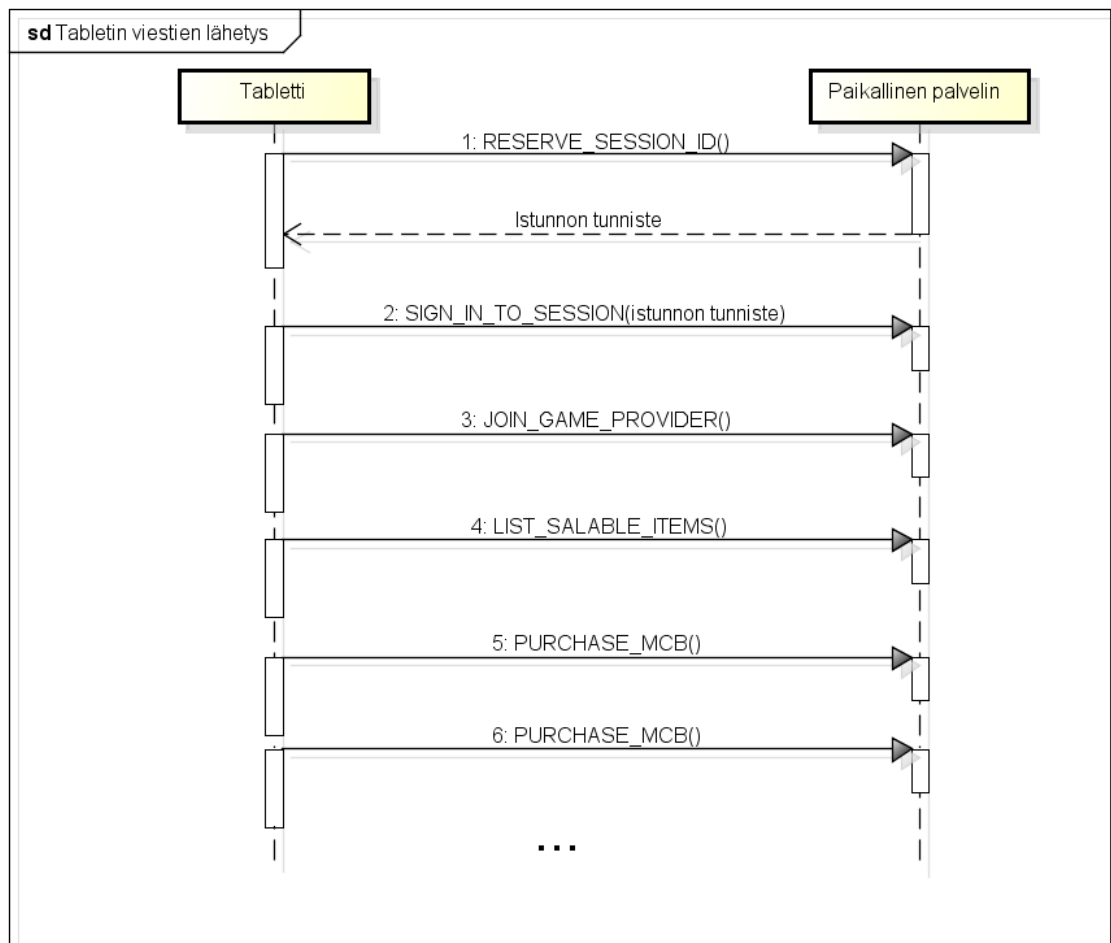 sd Tabletin viestien lähetys
Tabletti
Paikallinen palvelin
1: RESERVE_SESSION_ID()
Istunnon tunniste
2: SIGN_IN_TO_SESSION(istunnon tunniste)
3: JOIN_GAME_PROVIDER()
4: LIST_SALABLE_ITEMS()
5: PURCHASE_MCB()
6: PURCHASE_MCB()
...